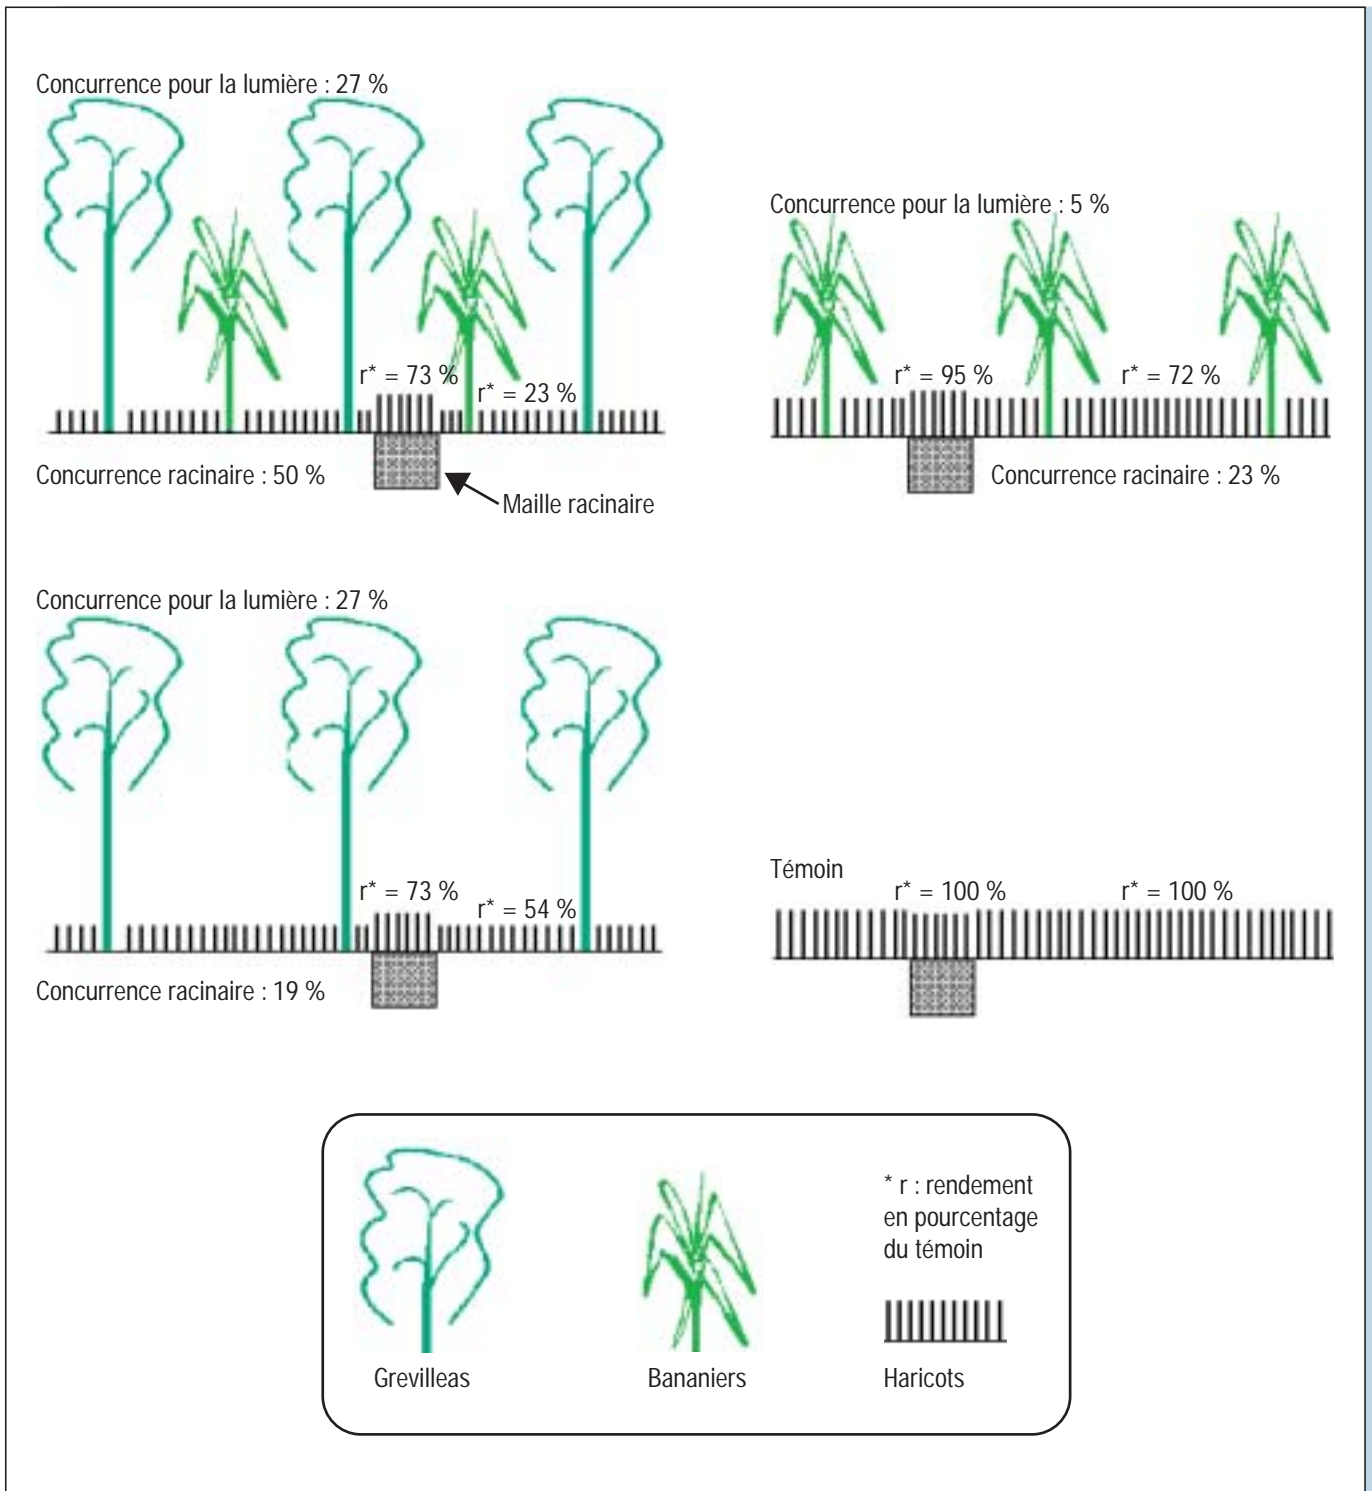 Concurrence pour la lumière : 27 %
r* = 73 %
r* = 23 %
Concurrence racinaire : 50 %
Maille racinaire
Concurrence pour la lumière : 5 %
r* = 95 %
r* = 72 %
Concurrence racinaire : 23 %
Concurrence pour la lumière : 27 %
r* = 73 %
r* = 54 %
Concurrence racinaire : 19 %
Témoin
r* = 100 %
r* = 100 %
* r : rendement
en pourcentage
du témoin
Grevilleas
Bananiers
Haricots